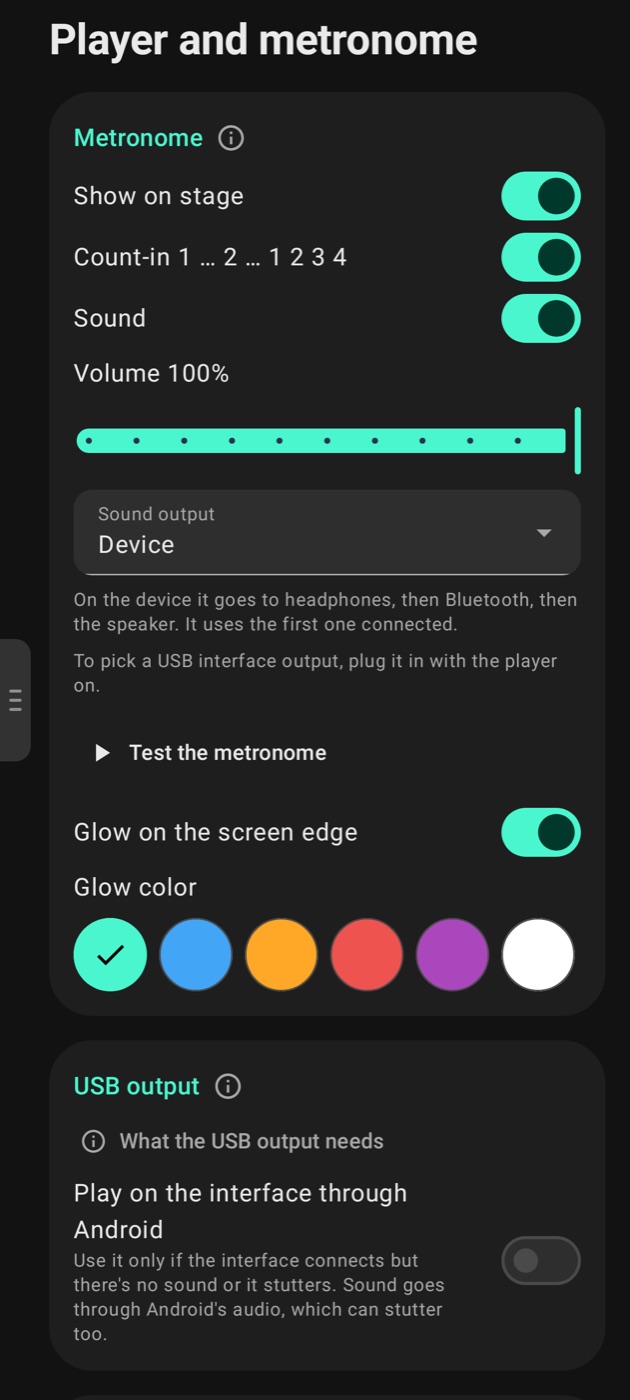 Player and metronome
Metronome
Show on stage
Count-in 1 ... 2 ... 1 2 3 4
Sound
Volume 100%
Sound output
Device
On the device it goes to headphones, then Bluetooth, then
the speaker. It uses the first one connected.
To pick a USB interface output, plug it in with the player
on.
Test the metronome
Glow on the screen edge
Glow color
USB output
What the USB output needs
Play on the interface through
Android
Use it only if the interface connects but
there's no sound or it stutters. Sound goes
through Android's audio, which can stutter
too.